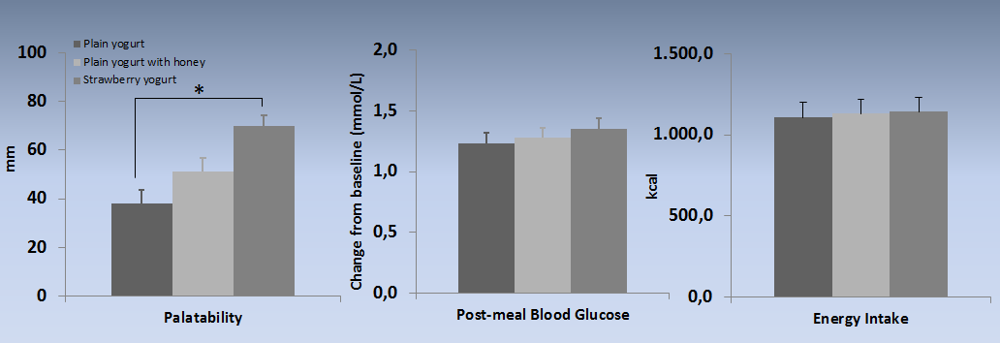 Plain yogurt
Plain yogurt with honey
Strawberry yogurt
*
100
80
60
40
20
0
mm
Palatability
2,0
1,5
1,0
0,5
0,0
Change from baseline (mmol/L)
Post-meal Blood Glucose
1.500,0
1.000,0
500,0
0,0
kcal
Energy Intake